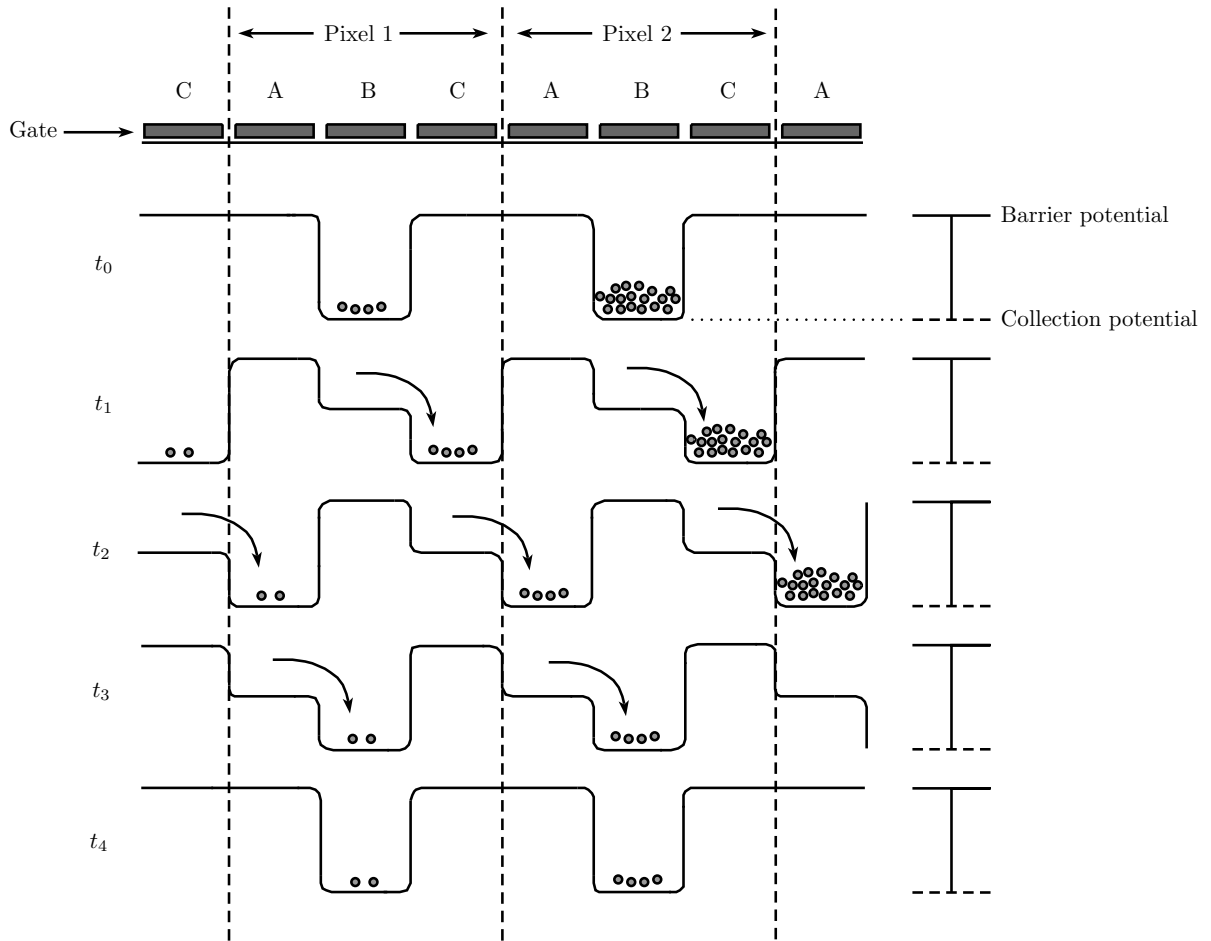 Pixel 1 Pixel 2
C A B C A B C A
Gate
Barrier potential
t0
Collection potential
t1
t2
t3
t4